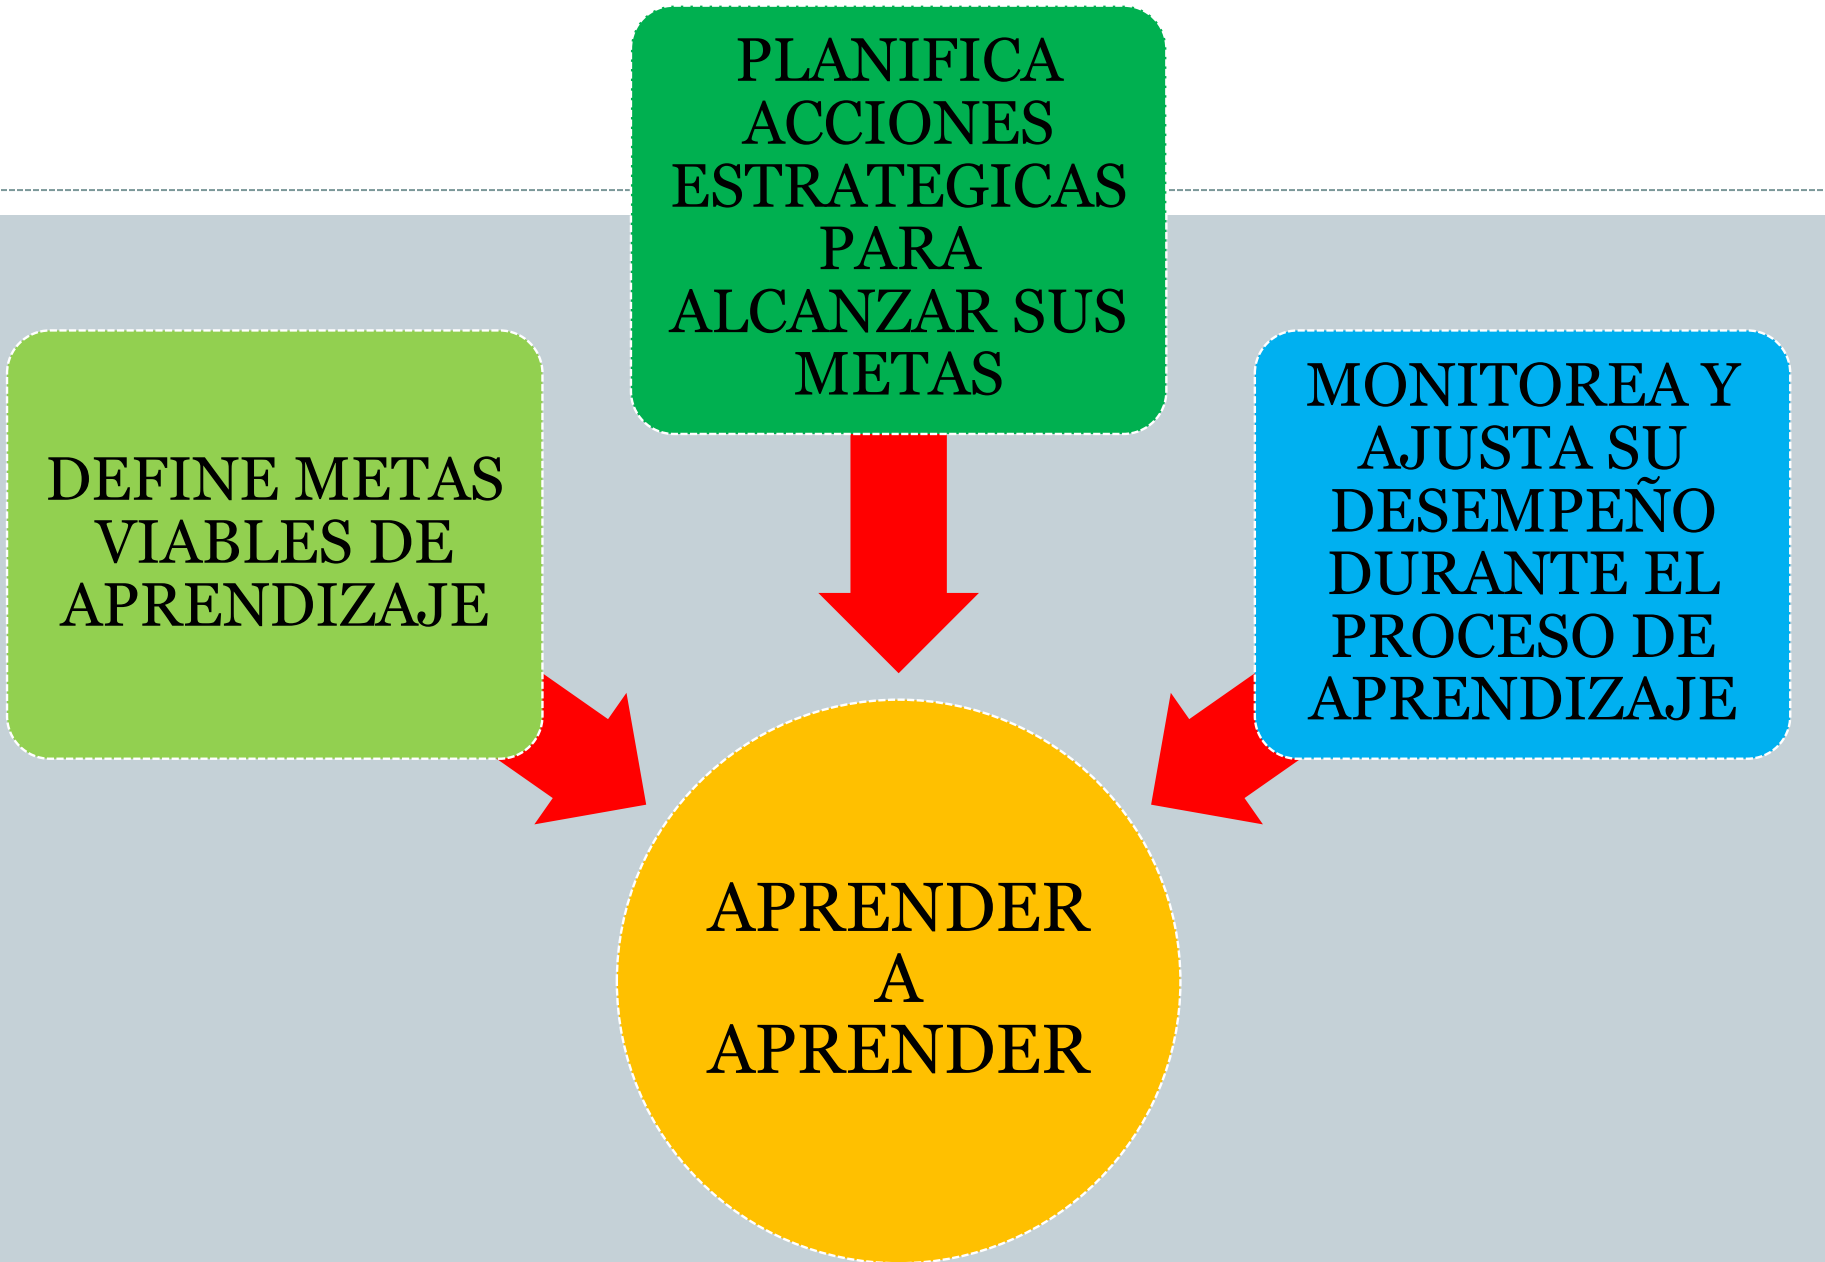 PLANIFICA
ACCIONES
ESTRATEGICAS
PARA
ALCANZAR SUS
METAS
DEFINE METAS
VIABLES DE
APRENDIZAJE
MONITOREA Y
AJUSTA SU
DESEMPEÑO
DURANTE EL
PROCESO DE
APRENDIZAJE
APRENDER
A
APRENDER